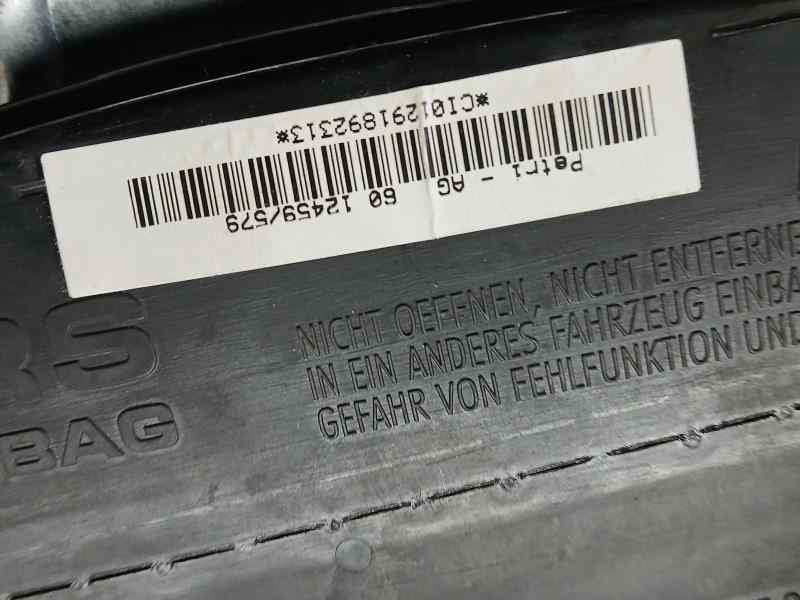 *CI01291892313*
Petri - AG 60 12459/579
NICHT OEFFNEN, NICHT ENTFERNE
IN EIN ANDERES FAHRZEUG EINBA
GEFAHR VON FEHLFUNKTION UND
RS
BAG